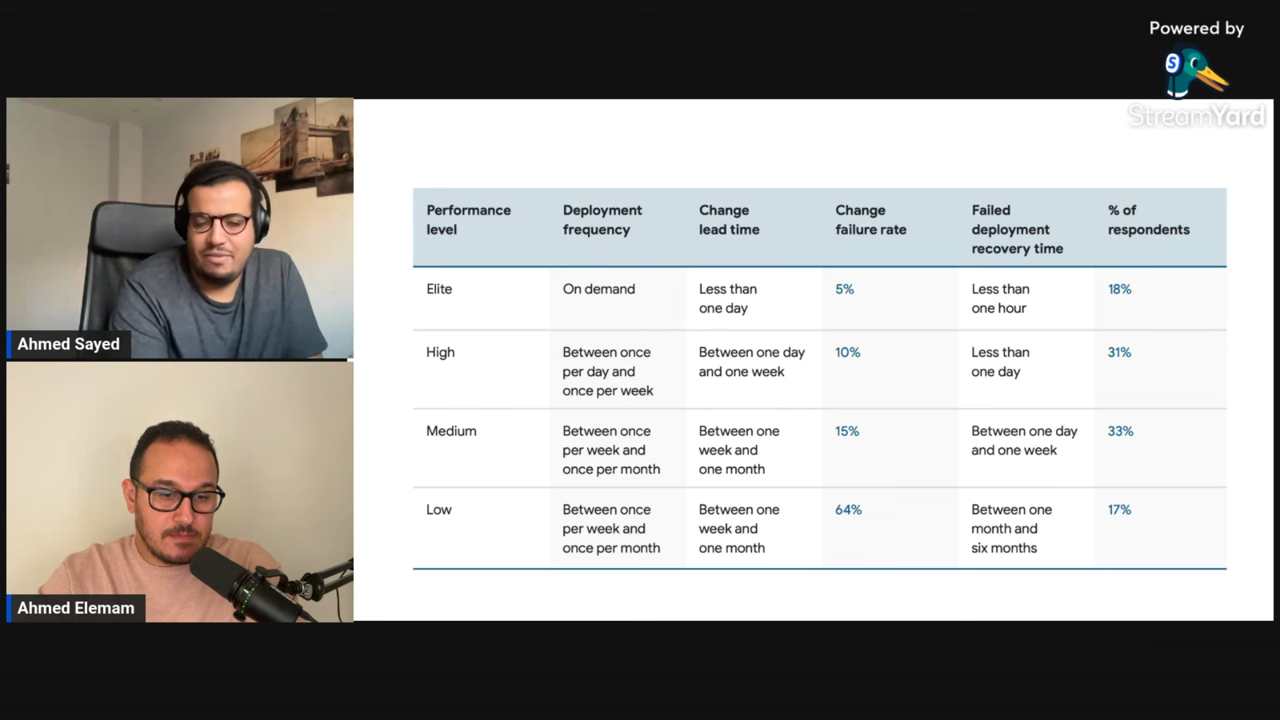 Powered by
S
StreamYard
Ahmed Sayed
Ahmed Elemam
Performance level
Deployment frequency
Change lead time
Change failure rate
Failed deployment recovery time
% of respondents
Elite
On demand
Less than one day
5%
Less than one hour
18%
High
Between once per day and once per week
Between one day and one week
10%
Less than one day
31%
Medium
Between once per week and once per month
Between one week and one month
15%
Between one day and one week
33%
Low
Between once per week and once per month
Between one week and one month
64%
Between one month and six months
17%